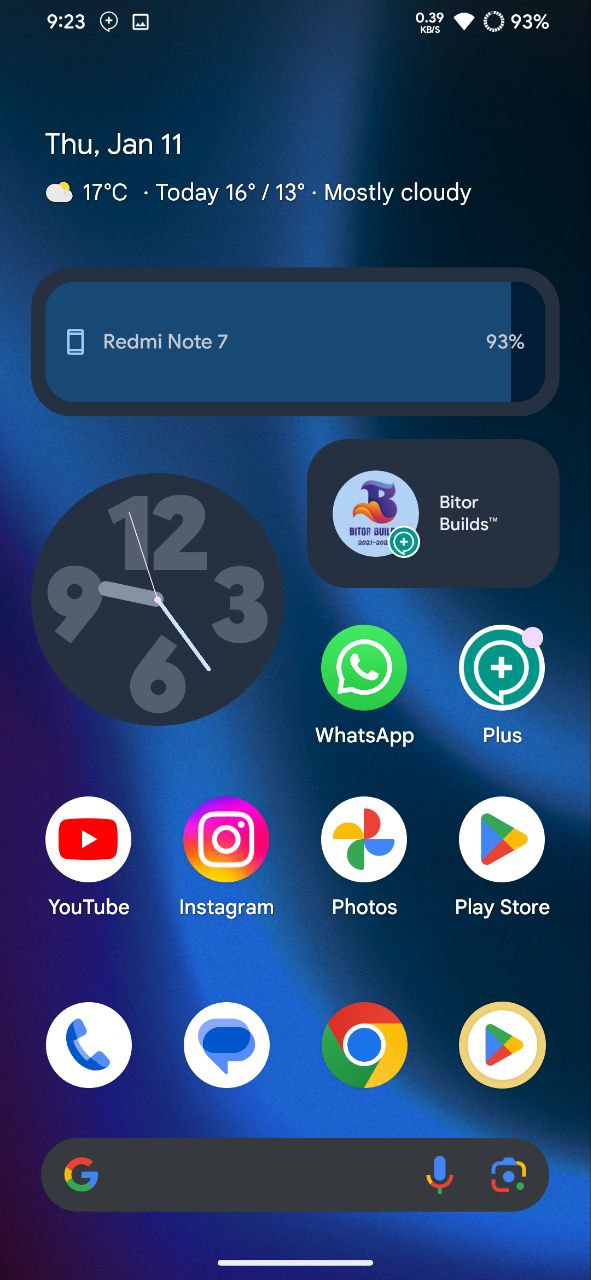 9:23
0.39
KB/S
93%
Thu, Jan 11
17°C · Today 16° / 13° · Mostly cloudy
Redmi Note 7
93%
12
9
3
6
B
BITOR BUIL
2021-202
Bitor
Builds™
WhatsApp
Plus
YouTube
Instagram
Photos
Play Store
G